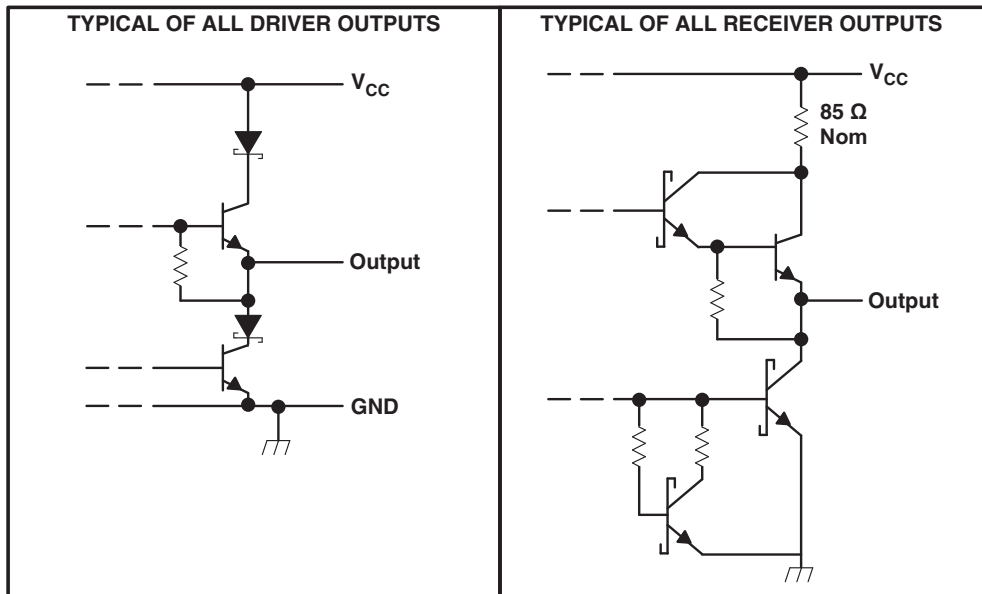 TYPICAL OF ALL DRIVER OUTPUTS
VCC
Output
GND
TYPICAL OF ALL RECEIVER OUTPUTS
VCC
85 Ω
Nom
Output